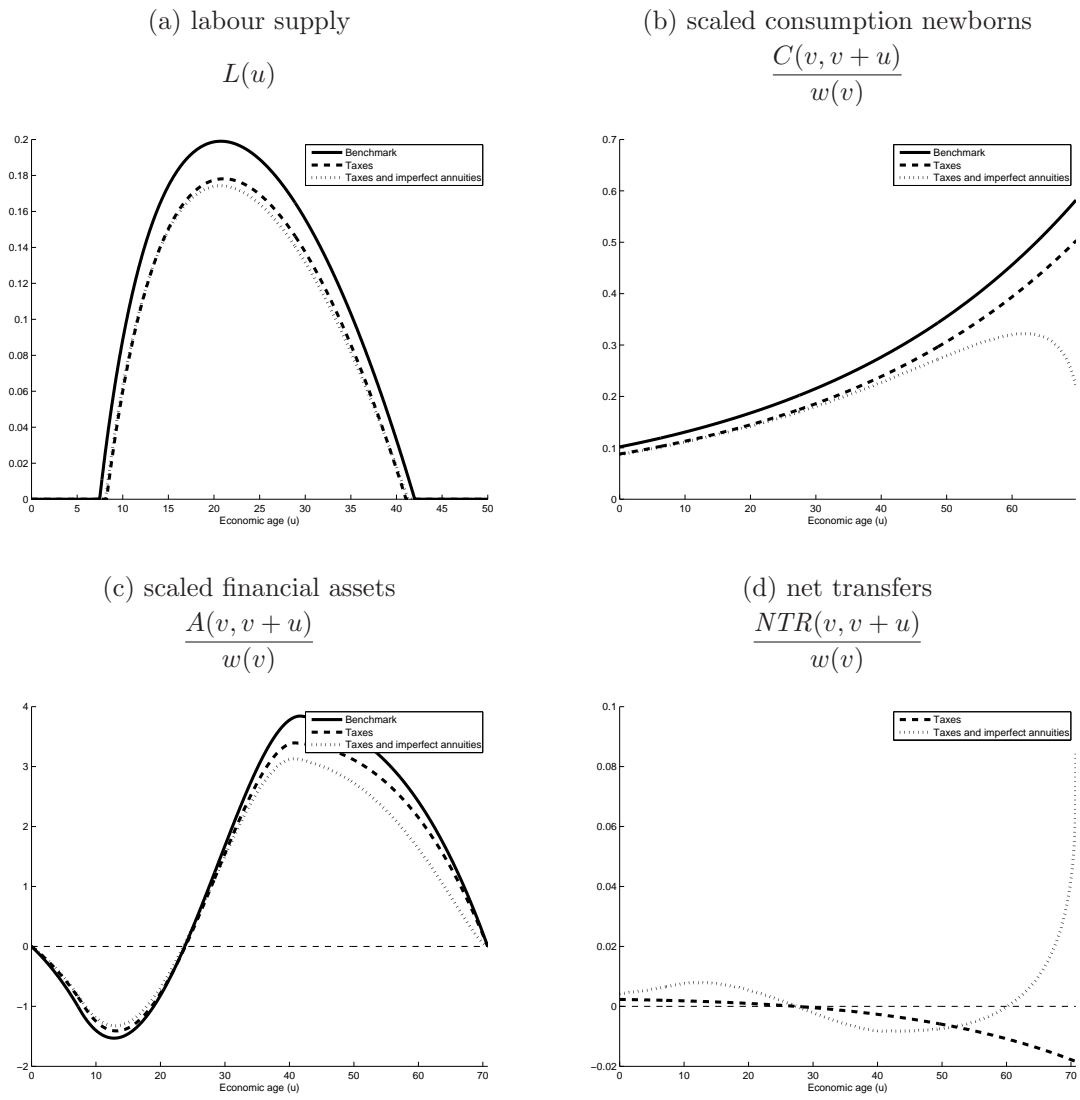 (a) labour supply
L(u)
0.2
0.18
0.16
0.14
0.12
0.1
0.08
0.06
0.04
0.02
0
0 5 10 15 20 25 30 35 40 45 50
Economic age (u)
Benchmark
Taxes
Taxes and imperfect annuities
(b) scaled consumption newborns
C(v, v + u)
w(v)
0.7
0.6
0.5
0.4
0.3
0.2
0.1
0
0 10 20 30 40 50 60
Economic age (u)
Benchmark
Taxes
Taxes and imperfect annuities
(c) scaled financial assets
A(v, v + u)
w(v)
4
3
2
1
0
−1
−2
0 10 20 30 40 50 60 70
Economic age (u)
Benchmark
Taxes
Taxes and imperfect annuities
(d) net transfers
NTR(v, v + u)
w(v)
0.1
0.08
0.06
0.04
0.02
0
−0.02
0 10 20 30 40 50 60 70
Economic age (u)
Taxes
Taxes and imperfect annuities